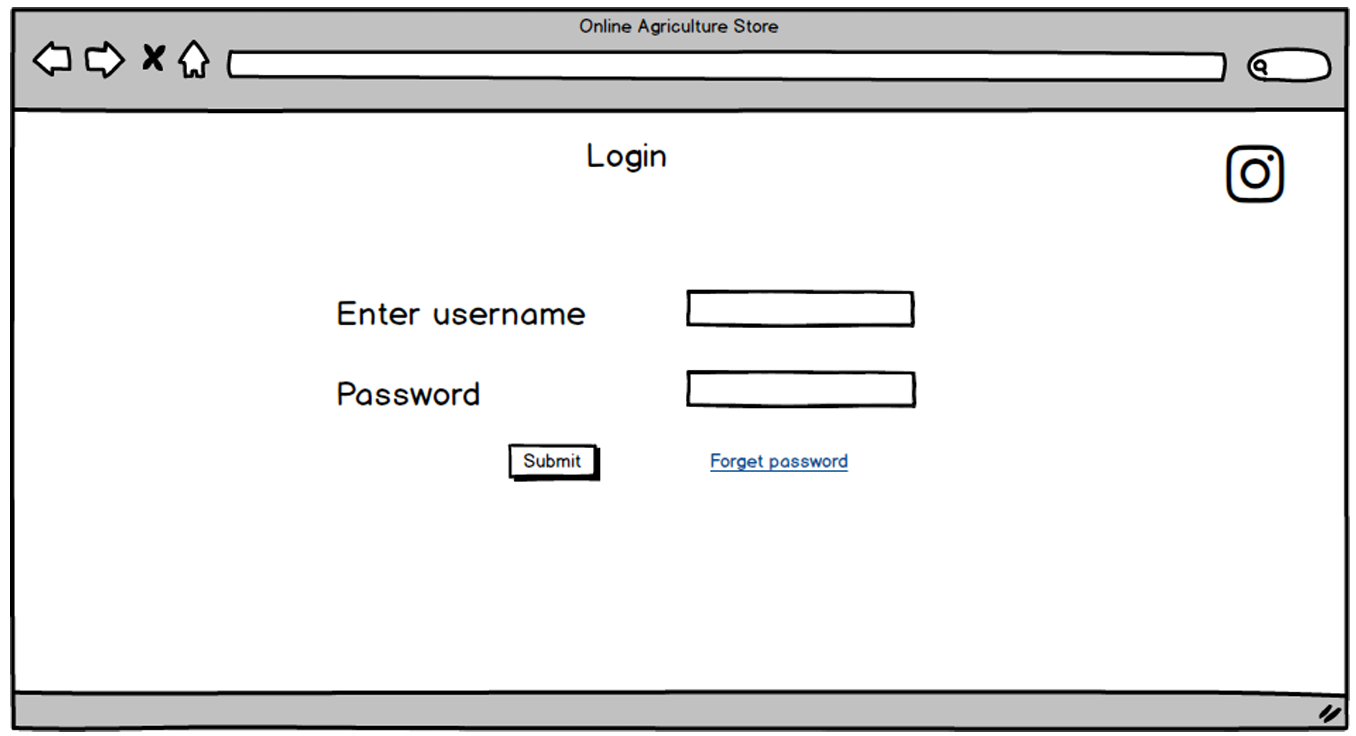 Online Agriculture Store
Login
Enter username
Password
Submit
Forget password